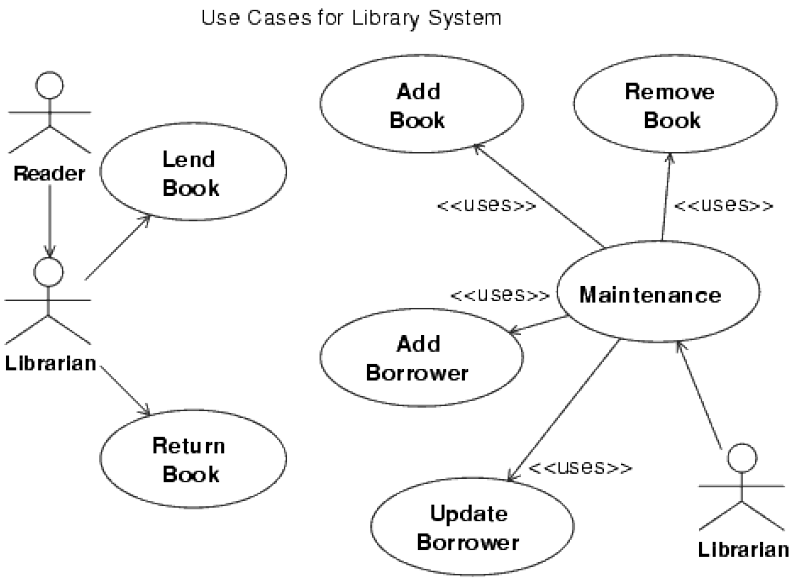 Use Cases for Library System
Add
Book
Remove
Book
Reader
Lend
Book
<<uses>>
<<uses>>
Librarian
<<uses>>
Maintenance
Add
Borrower
Return
Book
<<uses>>
Update
Borrower
Librarian